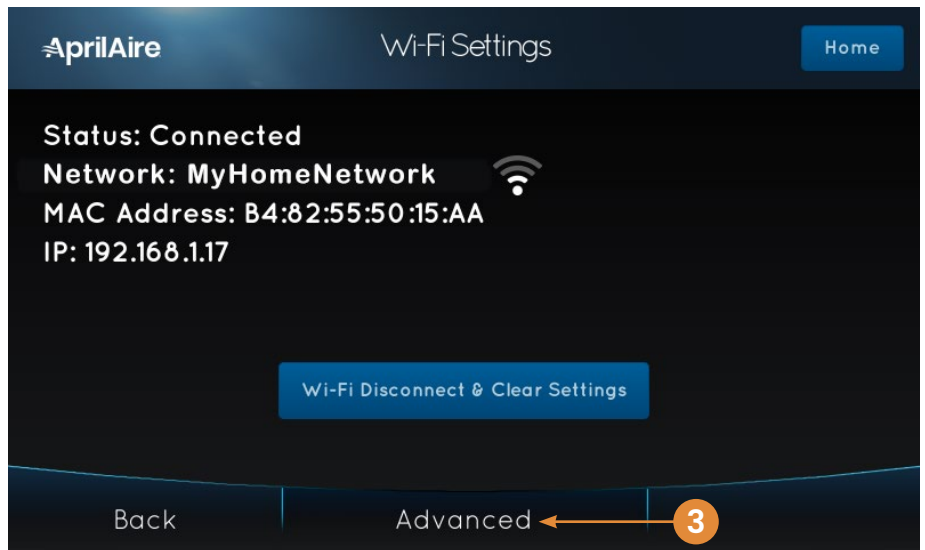 AprilAire
Wi-Fi Settings
Home
Status: Connected
Network: MyHomeNetwork
MAC Address: B4:82:55:50:15:AA
IP: 192.168.1.17
Wi-Fi Disconnect & Clear Settings
Back
Advanced
3